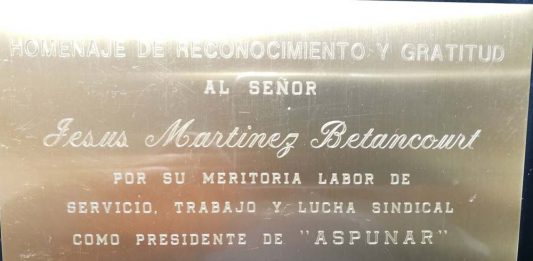 HOMENAJE DE RECONOCIMIENTO Y GRATITUD
AL SEÑOR
Jesus Martinez Betancourt
POR SU MERITORIA LABOR DE
SERVICIO, TRABAJO Y LUCHA SINDICAL
COMO PRESIDENTE DE "ASPUNAR"